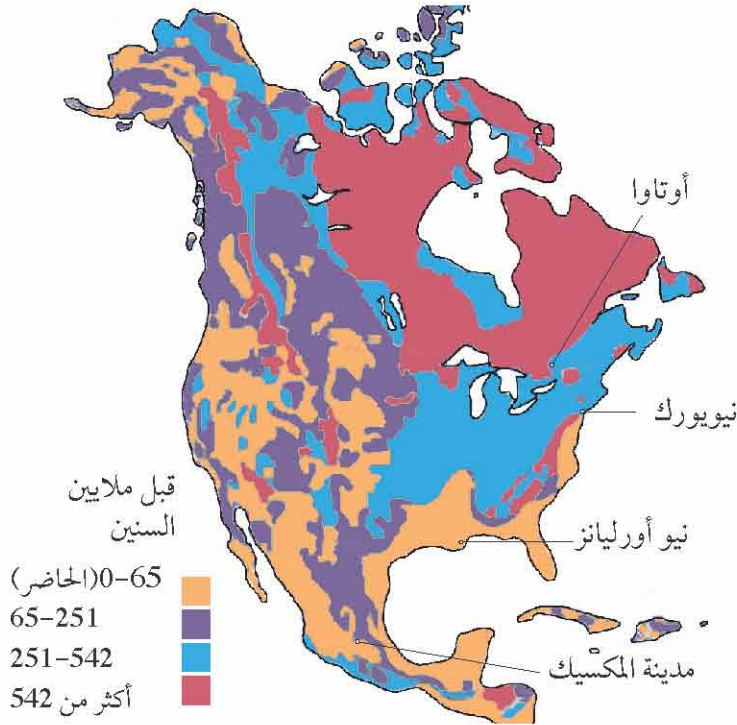 أوتاوا
نيويورك
نيو أورليانز
مدينة المكسيك
قبل ملايين
السنين
0-65(الحاضر)
65-251
251-542
أكثر من 542